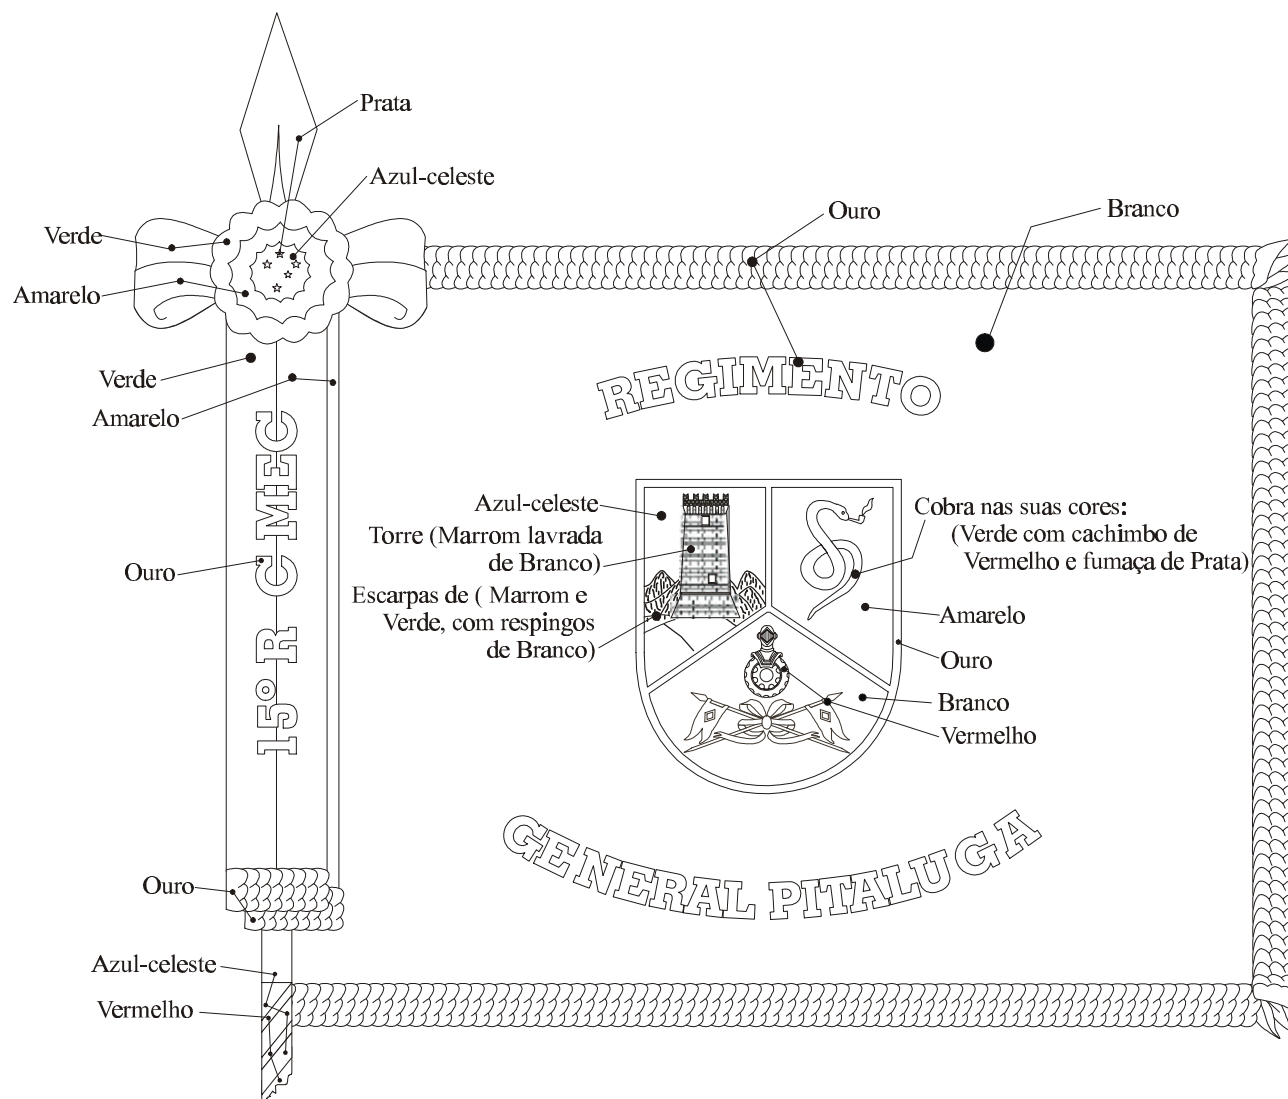 Prata
Azul-celeste
Ouro
Branco
Verde
Amarelo
REGIMENTO
Verde
Amarelo
15º R C MEC
Ouro
Azul-celeste
Torre (Marrom lavrada
de Branco)
Escarpas de ( Marrom e
Verde, com respingos
de Branco)
Cobra nas suas cores:
(Verde com cachimbo de
Vermelho e fumaça de Prata)
Amarelo
Ouro
Branco
Vermelho
GENERAL PITALUGA
Ouro
Azul-celeste
Vermelho